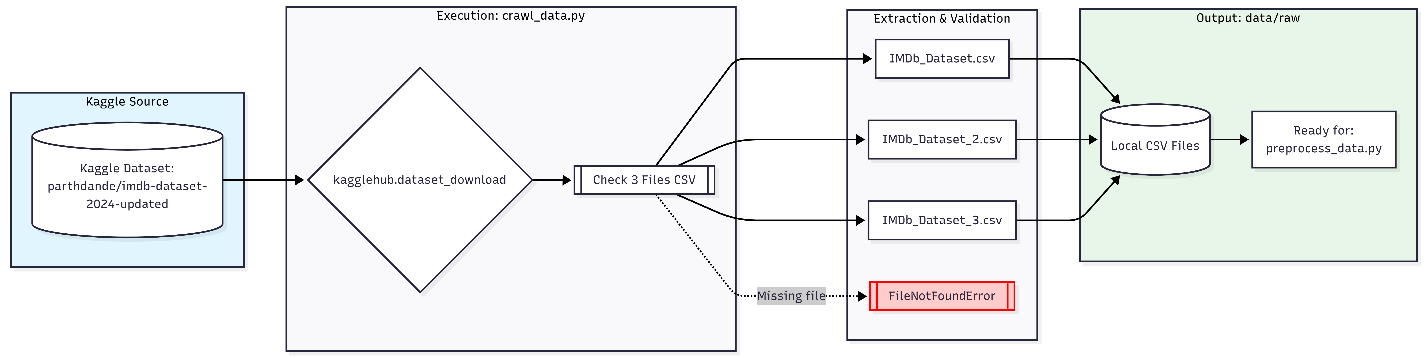 Kaggle Source
Kaggle Dataset:
parthdande/imdb-dataset-
2024-updated
Execution: crawl_data.py
kagglehub.dataset_download
Check 3 Files CSV
Missing file
Extraction & Validation
IMDb_Dataset.csv
IMDb_Dataset_2.csv
IMDb_Dataset_3.csv
FileNotFoundError
Output: data/raw
Local CSV Files
Ready for:
preprocess_data.py